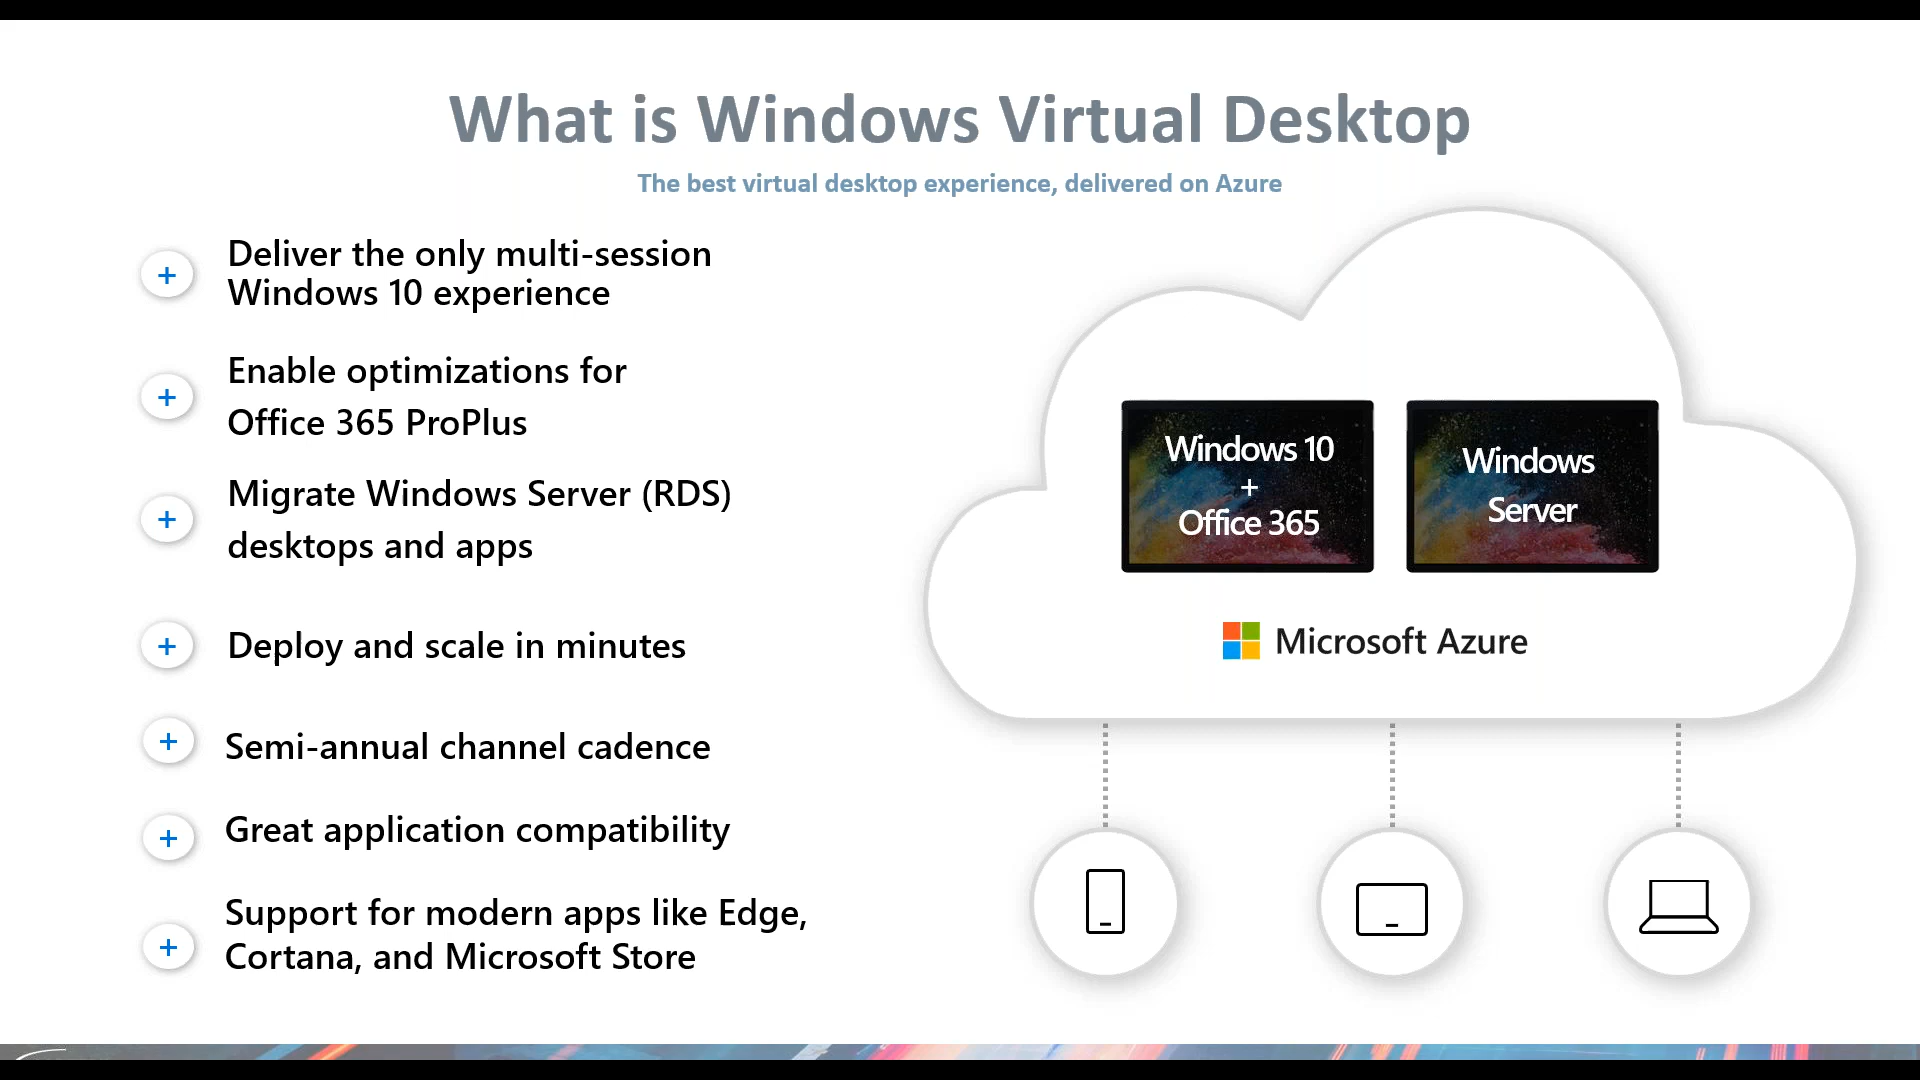 What is Windows Virtual Desktop
The best virtual desktop experience, delivered on Azure
+ Deliver the only multi-session
Windows 10 experience
+ Enable optimizations for
Office 365 ProPlus
+ Migrate Windows Server (RDS)
desktops and apps
+ Deploy and scale in minutes
+ Semi-annual channel cadence
+ Great application compatibility
+ Support for modern apps like Edge,
Cortana, and Microsoft Store
Windows 10
+
Office 365
Windows
Server
Microsoft Azure